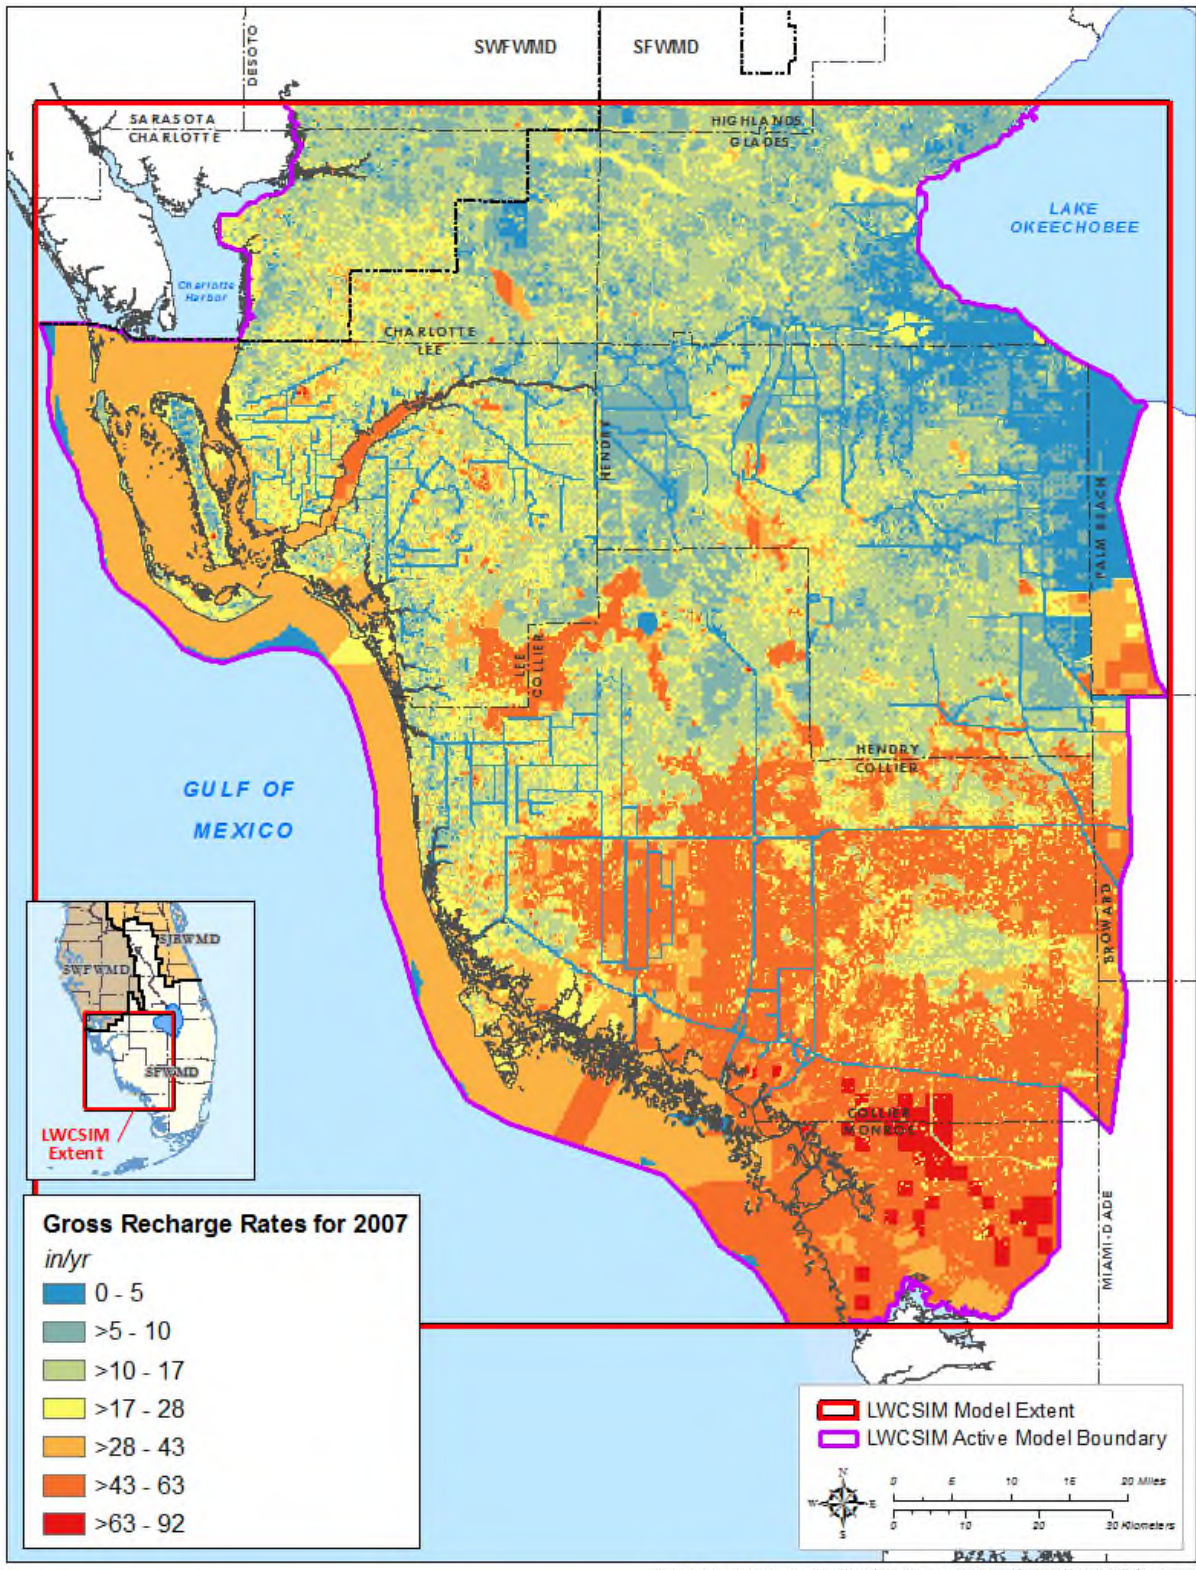 DESOTO
SWFWMD
SFWMD
SARASOTA
CHARLOTTE
HIGHLANDS
GLADES
LAKE
OKEECHOBEE
Charlotte
Harbor
CHARLOTTE
LEE
HENDRY
PALM BEACH
LEE
COLLIER
HENDRY
COLLIER
GULF OF
MEXICO
BROWARD
SJRWMD
SWFWMD
SFWMD
LWCSIM
Extent
COLLIER
MONROE
MIAMI-DADE
Gross Recharge Rates for 2007
in/yr
0 - 5
>5 - 10
>10 - 17
>17 - 28
>28 - 43
>43 - 63
>63 - 92
LWCSIM Model Extent
LWCSIM Active Model Boundary
N
W E
S
0 5 10 15 20 Miles
0 10 20 30 Kilometers